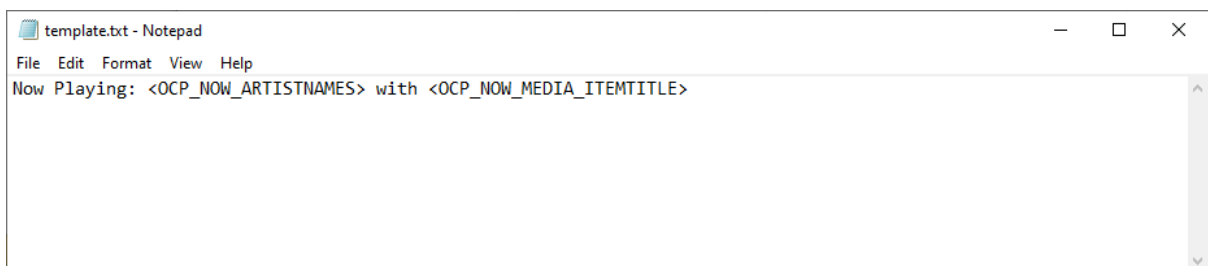 template.txt - Notepad
File Edit Format View Help
Now Playing: <OCP_NOW_ARTISTNAMES> with <OCP_NOW_MEDIA_ITEMTITLE>